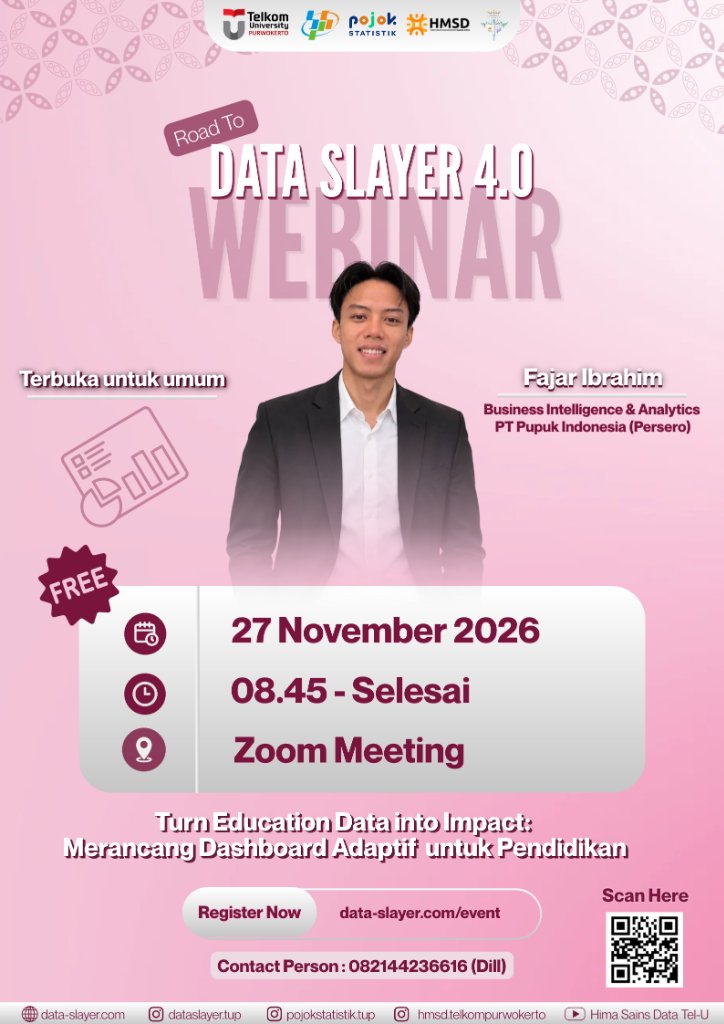 Telkom
University
PURWOKERTO
pojok
STATISTIK
HMSD
Road To
DATA SLAYER 4.0
WEBINAR
Terbuka untuk umum
Fajar Ibrahim
Business Intelligence & Analytics
PT Pupuk Indonesia (Persero)
FREE
27 November 2026
08.45 - Selesai
Zoom Meeting
Turn Education Data into Impact:
Merancang Dashboard Adaptif untuk Pendidikan
Scan Here
Register Now
data-slayer.com/event
Contact Person : 082144236616 (Dill)
data-slayer.com
dataslayer.tup
pojokstatistik.tup
hmsd.telkompurwokerto
Hima Sains Data Tel-U